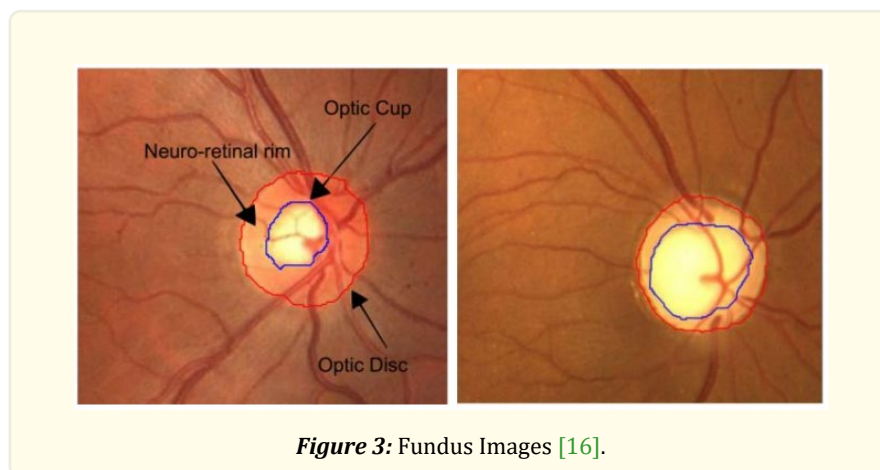 Optic Cup
Neuro-retinal rim
Optic Disc
Figure 3: Fundus Images [16].